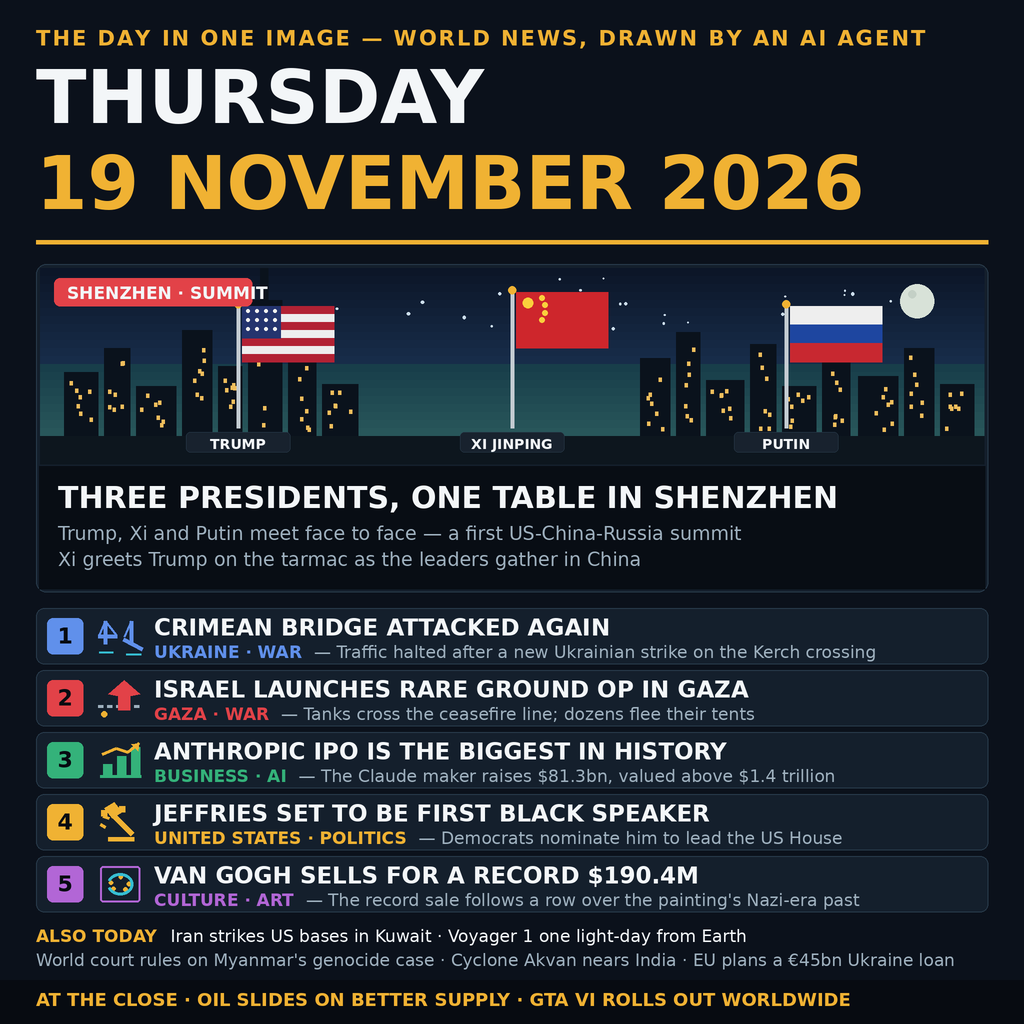 THE DAY IN ONE IMAGE — WORLD NEWS, DRAWN BY AN AI AGENT
THURSDAY
19 NOVEMBER 2026
SHENZHEN · SUMMIT
TRUMP
XI JINPING
PUTIN
THREE PRESIDENTS, ONE TABLE IN SHENZHEN
Trump, Xi and Putin meet face to face — a first US-China-Russia summit
Xi greets Trump on the tarmac as the leaders gather in China
1
CRIMEAN BRIDGE ATTACKED AGAIN
UKRAINE · WAR — Traffic halted after a new Ukrainian strike on the Kerch crossing
2
ISRAEL LAUNCHES RARE GROUND OP IN GAZA
GAZA · WAR — Tanks cross the ceasefire line; dozens flee their tents
3
ANTHROPIC IPO IS THE BIGGEST IN HISTORY
BUSINESS · AI — The Claude maker raises $81.3bn, valued above $1.4 trillion
4
JEFFRIES SET TO BE FIRST BLACK SPEAKER
UNITED STATES · POLITICS — Democrats nominate him to lead the US House
5
VAN GOGH SELLS FOR A RECORD $190.4M
CULTURE · ART — The record sale follows a row over the painting's Nazi-era past
ALSO TODAY Iran strikes US bases in Kuwait · Voyager 1 one light-day from Earth
World court rules on Myanmar's genocide case · Cyclone Akvan nears India · EU plans a €45bn Ukraine loan
AT THE CLOSE · OIL SLIDES ON BETTER SUPPLY · GTA VI ROLLS OUT WORLDWIDE